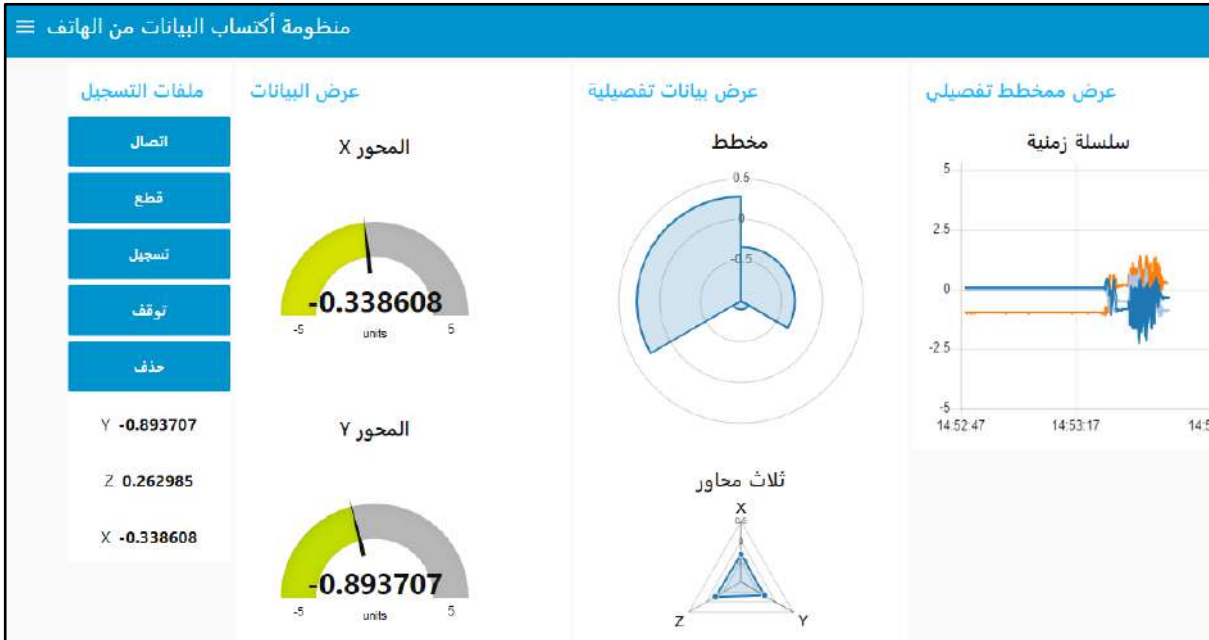 منظومة أكتساب البيانات من الهاتف
ملفات التسجيل
اتصال
قطع
تسجيل
توقف
حذف
Y -0.893707
Z 0.262985
X -0.338608
عرض البيانات
المحور X
-0.338608
-5 units 5
المحور Y
-0.893707
-5 units 5
عرض بيانات تفصيلية
مخطط
0.5
0
-0.5
ثلاث محاور
X
0.5
0
Z Y
عرض ممخطط تفصيلي
سلسلة زمنية
5
2.5
0
-2.5
-5
14:52:47 14:53:17